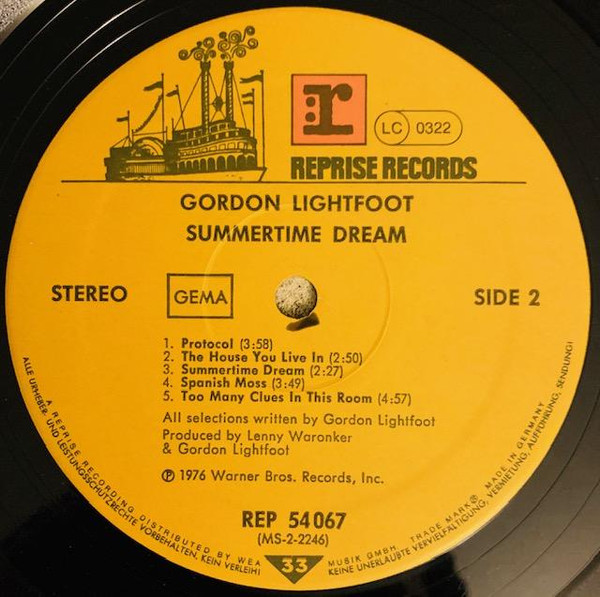 r
LC 0322
REPRISE RECORDS
GORDON LIGHTFOOT
SUMMERTIME DREAM
STEREO
GEMA
SIDE 2
1. Protocol (3:58)
2. The House You Live In (2:50)
3. Summertime Dream (2:27)
4. Spanish Moss (3:49)
5. Too Many Clues In This Room (4:57)
All selections written by Gordon Lightfoot
Produced by Lenny Waronker
& Gordon Lightfoot
℗ 1976 Warner Bros. Records, Inc.
REP 54 067
(MS-2-2246)
33
A REPRISE RECORDING DISTRIBUTED BY WEA MUSIK GMBH. TRADE MARK ® MADE IN GERMANY
ALLE URHEBER- UND LEISTUNGSSCHUTZRECHTE VORBEHALTEN. KEIN VERLEIH! KEINE UNERLAUBTE VERVIELFÄLTIGUNG, VERMIETUNG, AUFFÜHRUNG, SENDUNG!